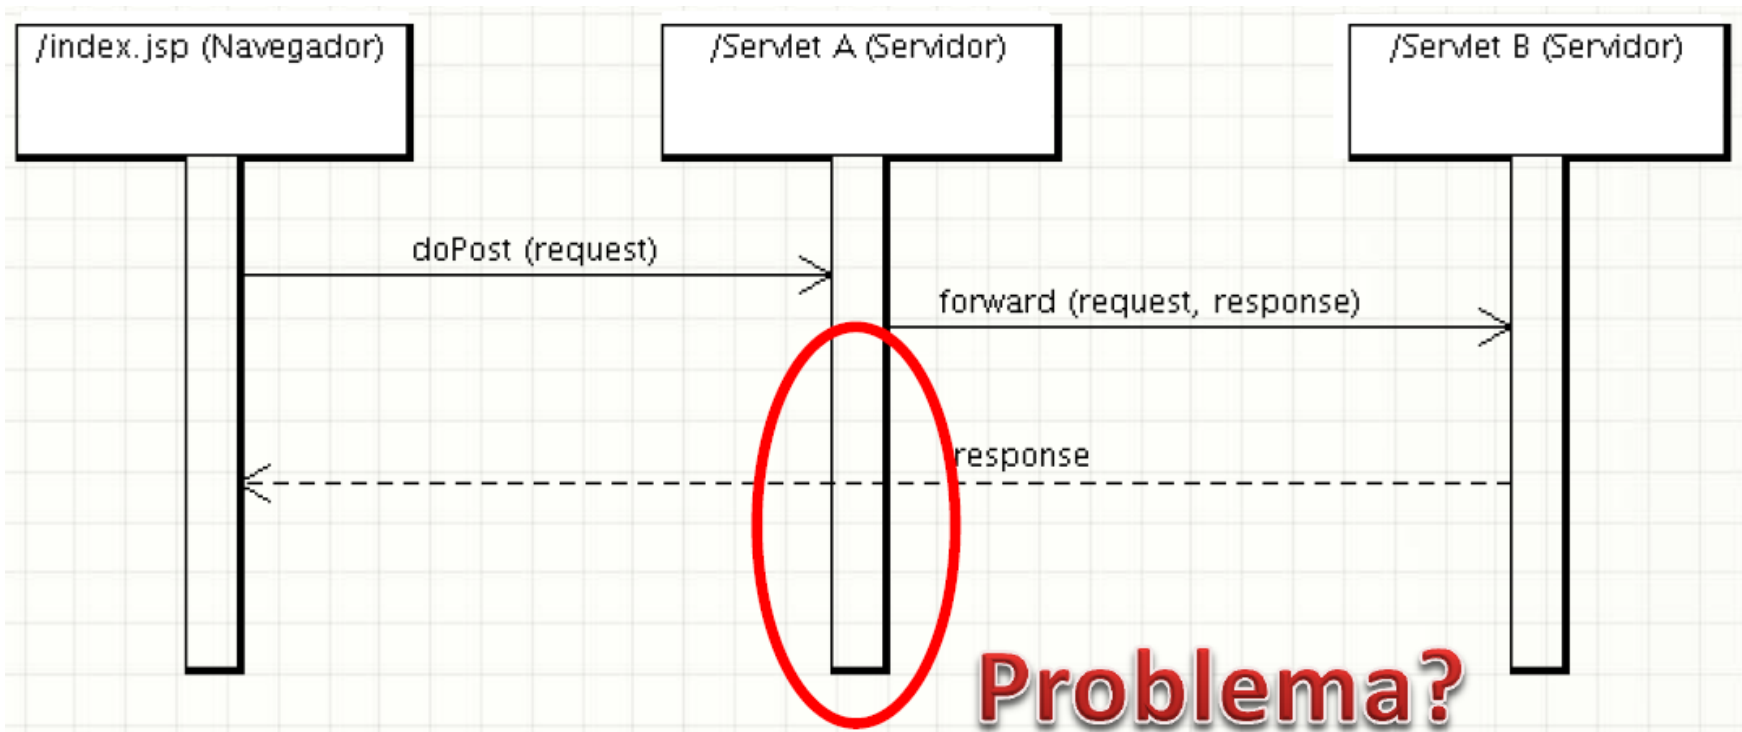 /index.jsp (Navegador)
/Servlet A (Servidor)
/Servlet B (Servidor)
doPost (request)
forward (request, response)
response
Problema?